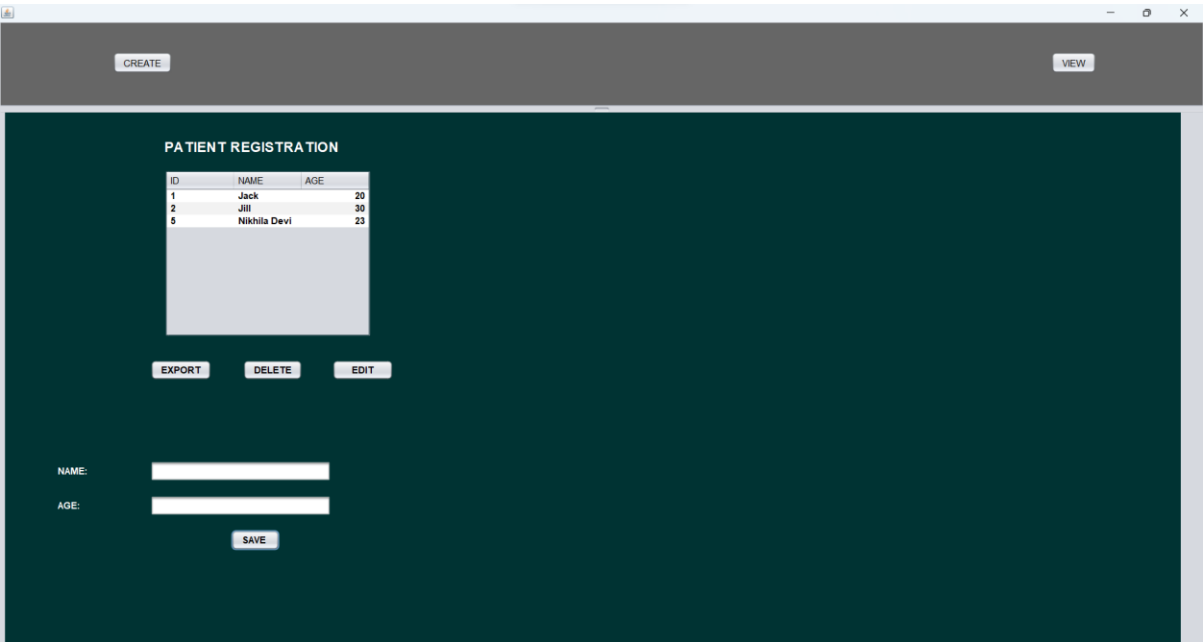 CREATE VIEW
PATIENT REGISTRATION
ID NAME AGE
1 Jack 20
2 Jill 30
5 Nikhila Devi 23
EXPORT DELETE EDIT
NAME:
AGE:
SAVE